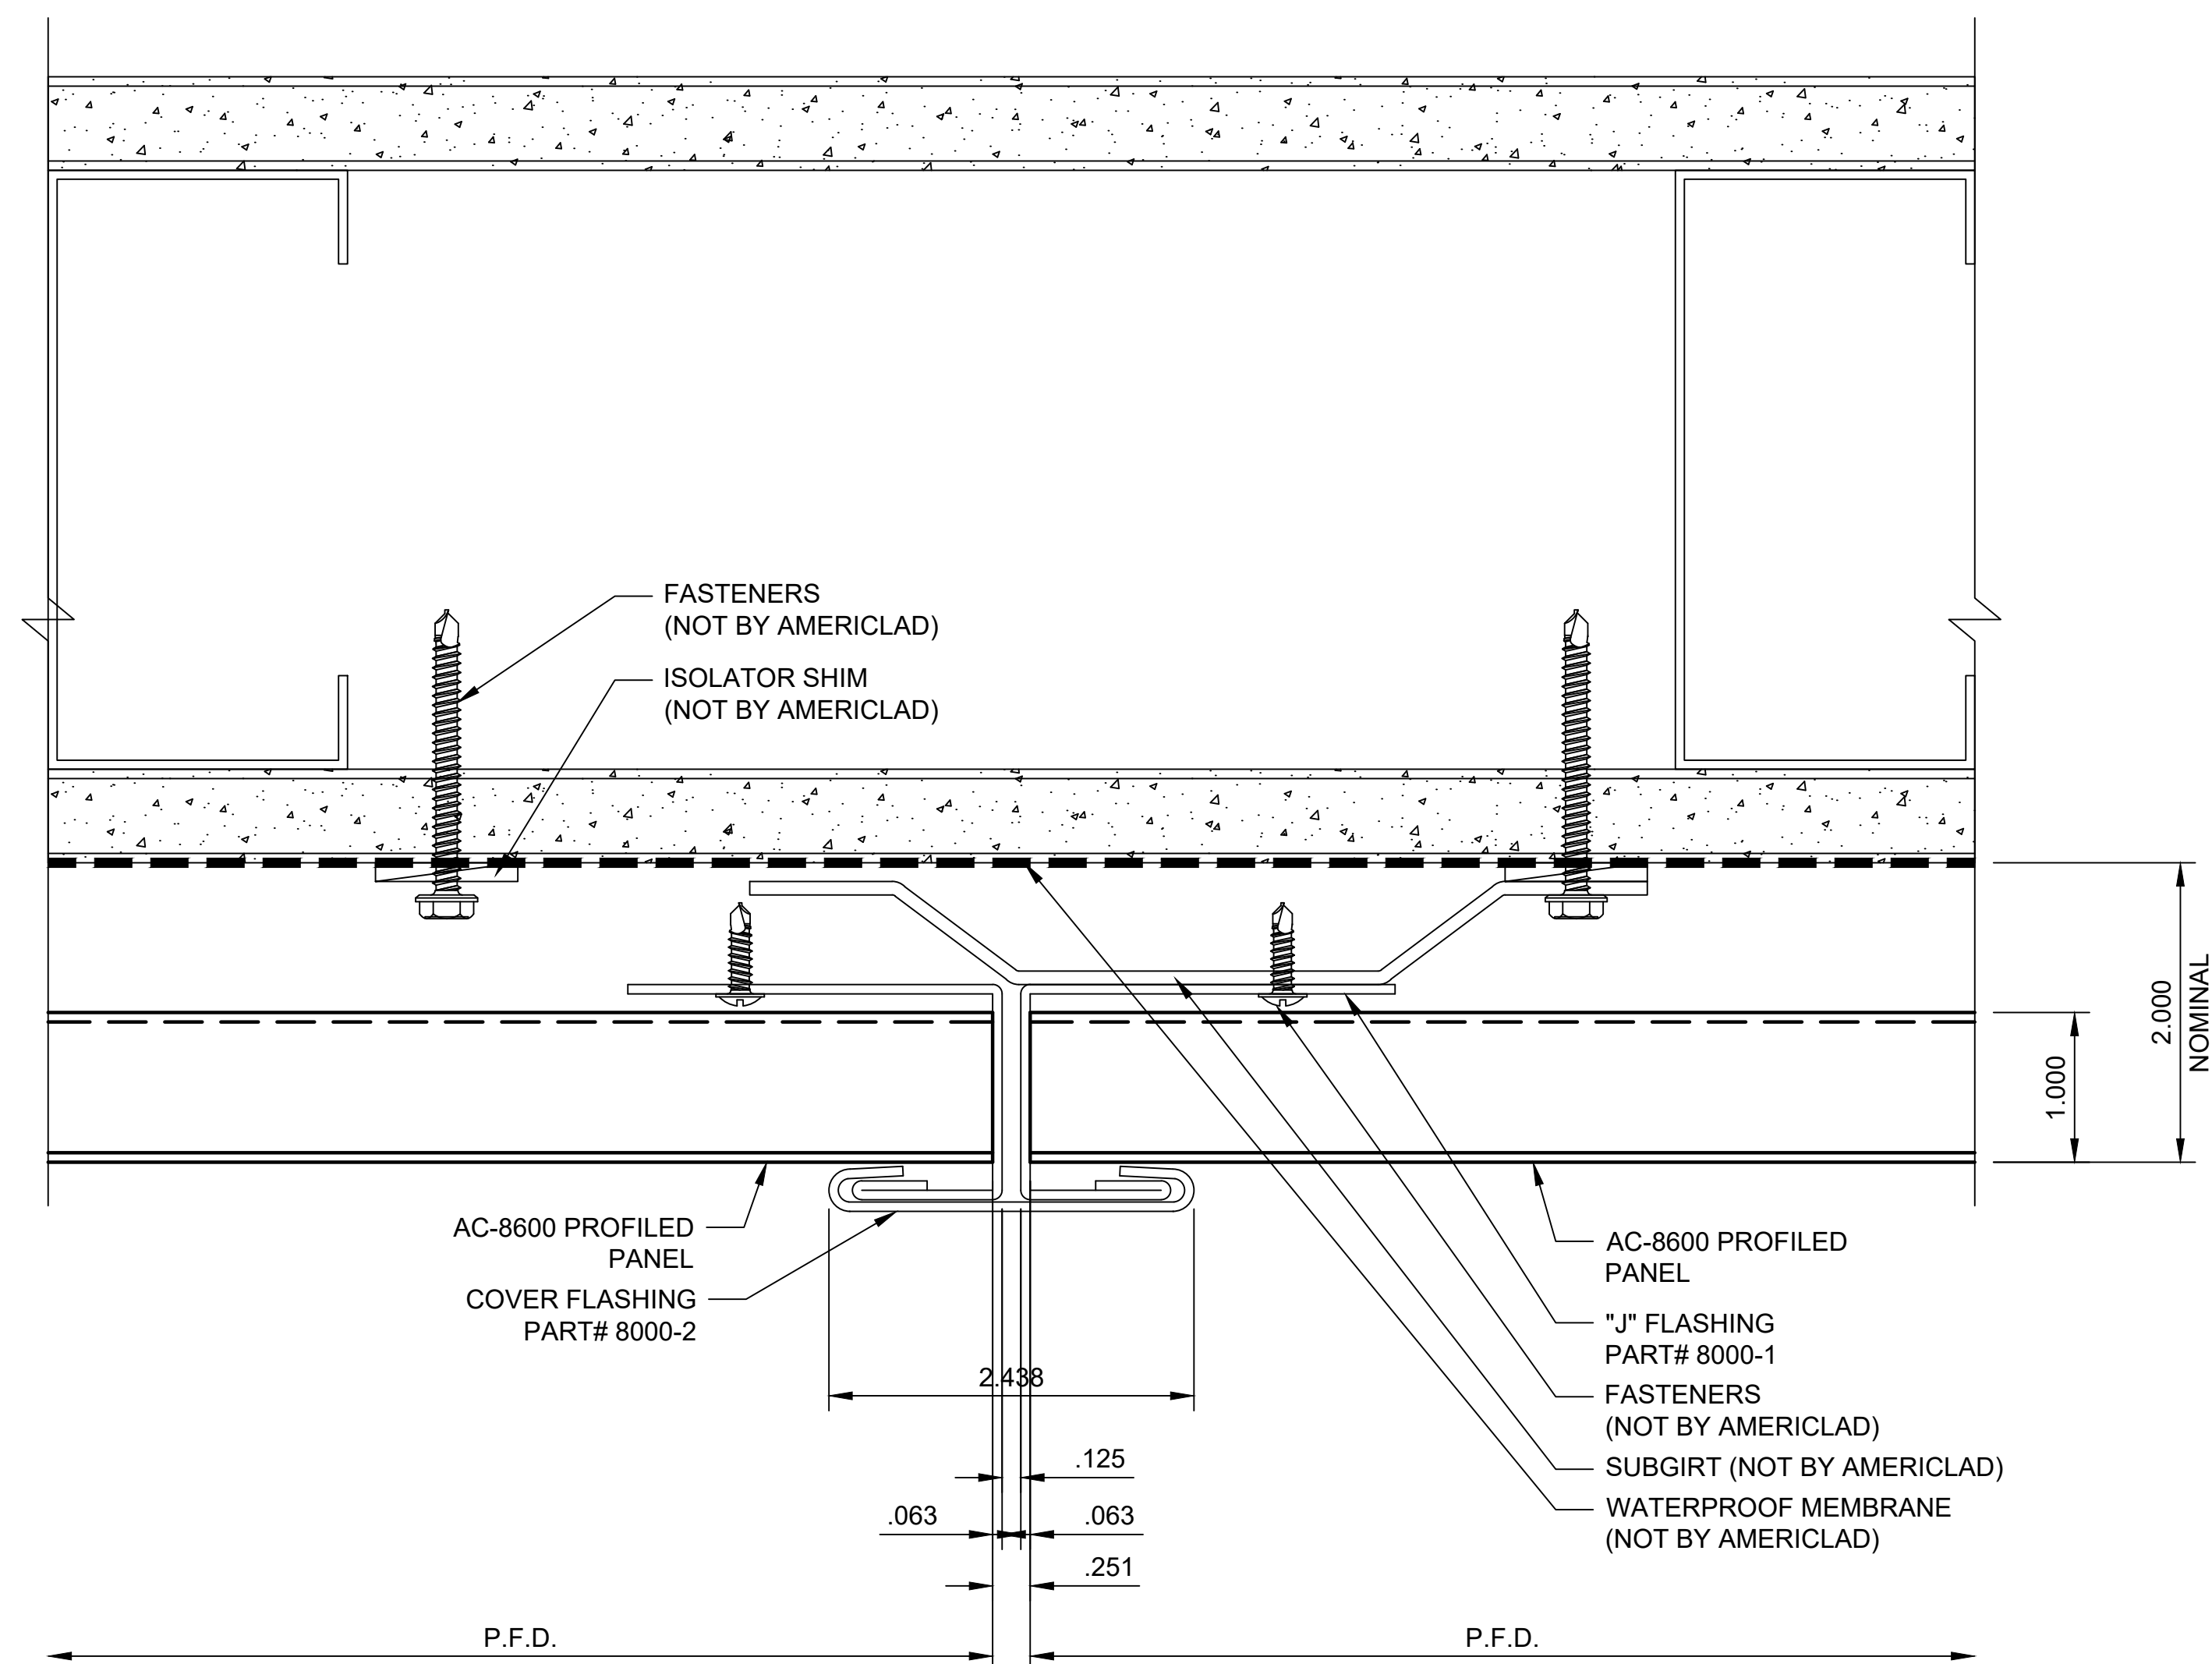 FASTENERS
(NOT BY AMERICLAD)
ISOLATOR SHIM
(NOT BY AMERICLAD)
2.000
NOMINAL
1.000
AC-8600 PROFILED
PANEL
COVER FLASHING
PART# 8000-2
AC-8600 PROFILED
PANEL
"J" FLASHING
PART# 8000-1
FASTENERS
(NOT BY AMERICLAD)
SUBGIRT (NOT BY AMERICLAD)
WATERPROOF MEMBRANE
(NOT BY AMERICLAD)
2.438
.125
.063
.063
.251
P.F.D.
P.F.D.